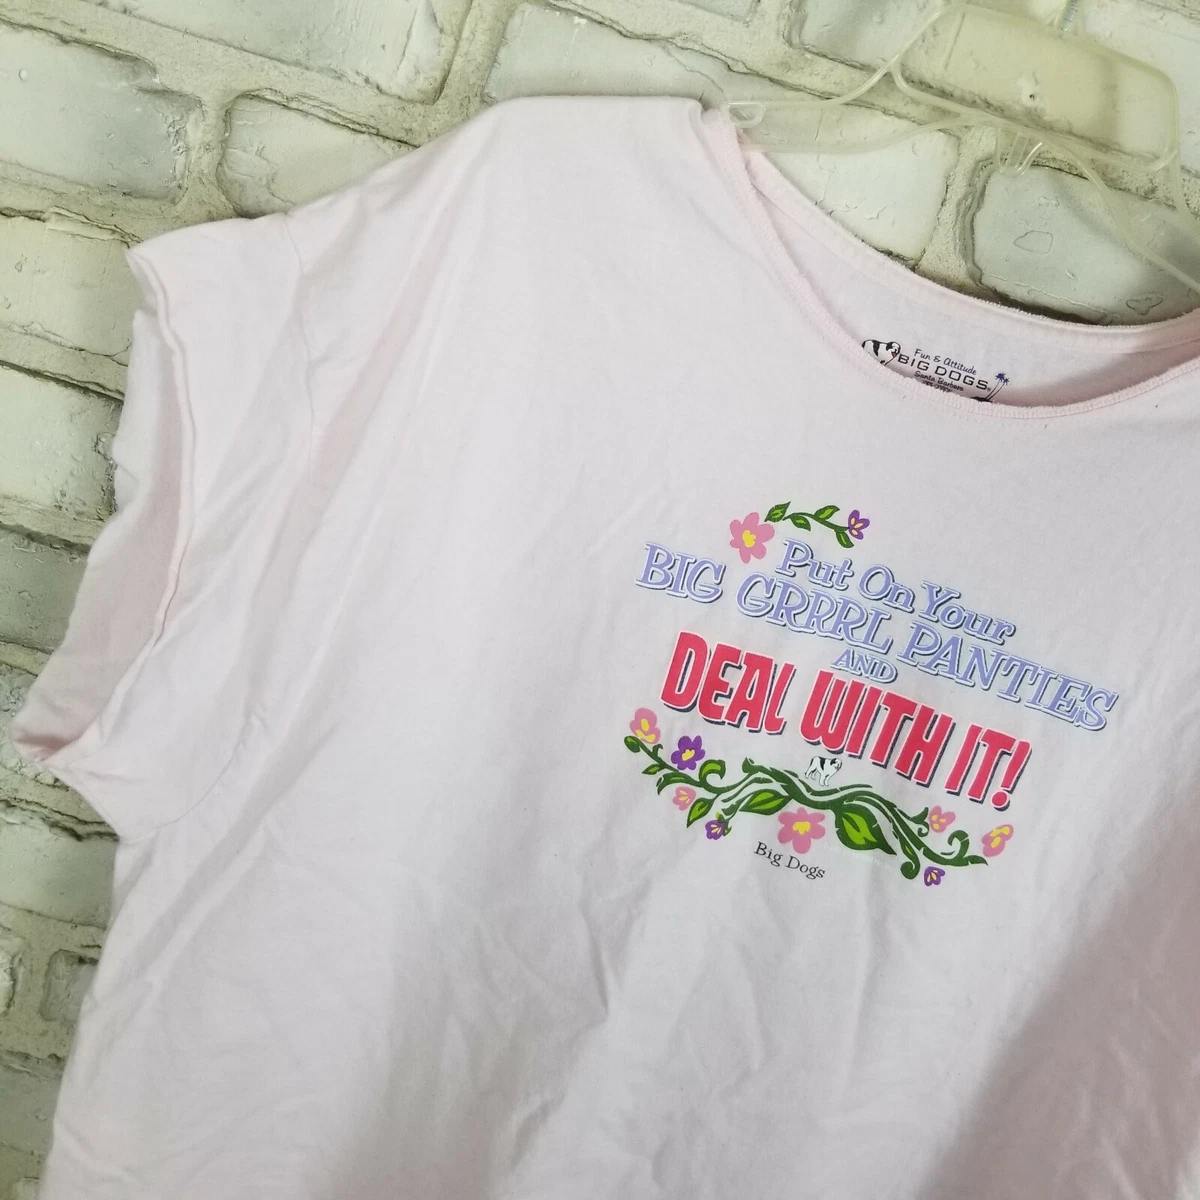 Fun & Attitude
BIG DOGS
Santa Barbara
Put On Your
BIG GRRRL PANTIES
AND
DEAL WITH IT!
Big Dogs